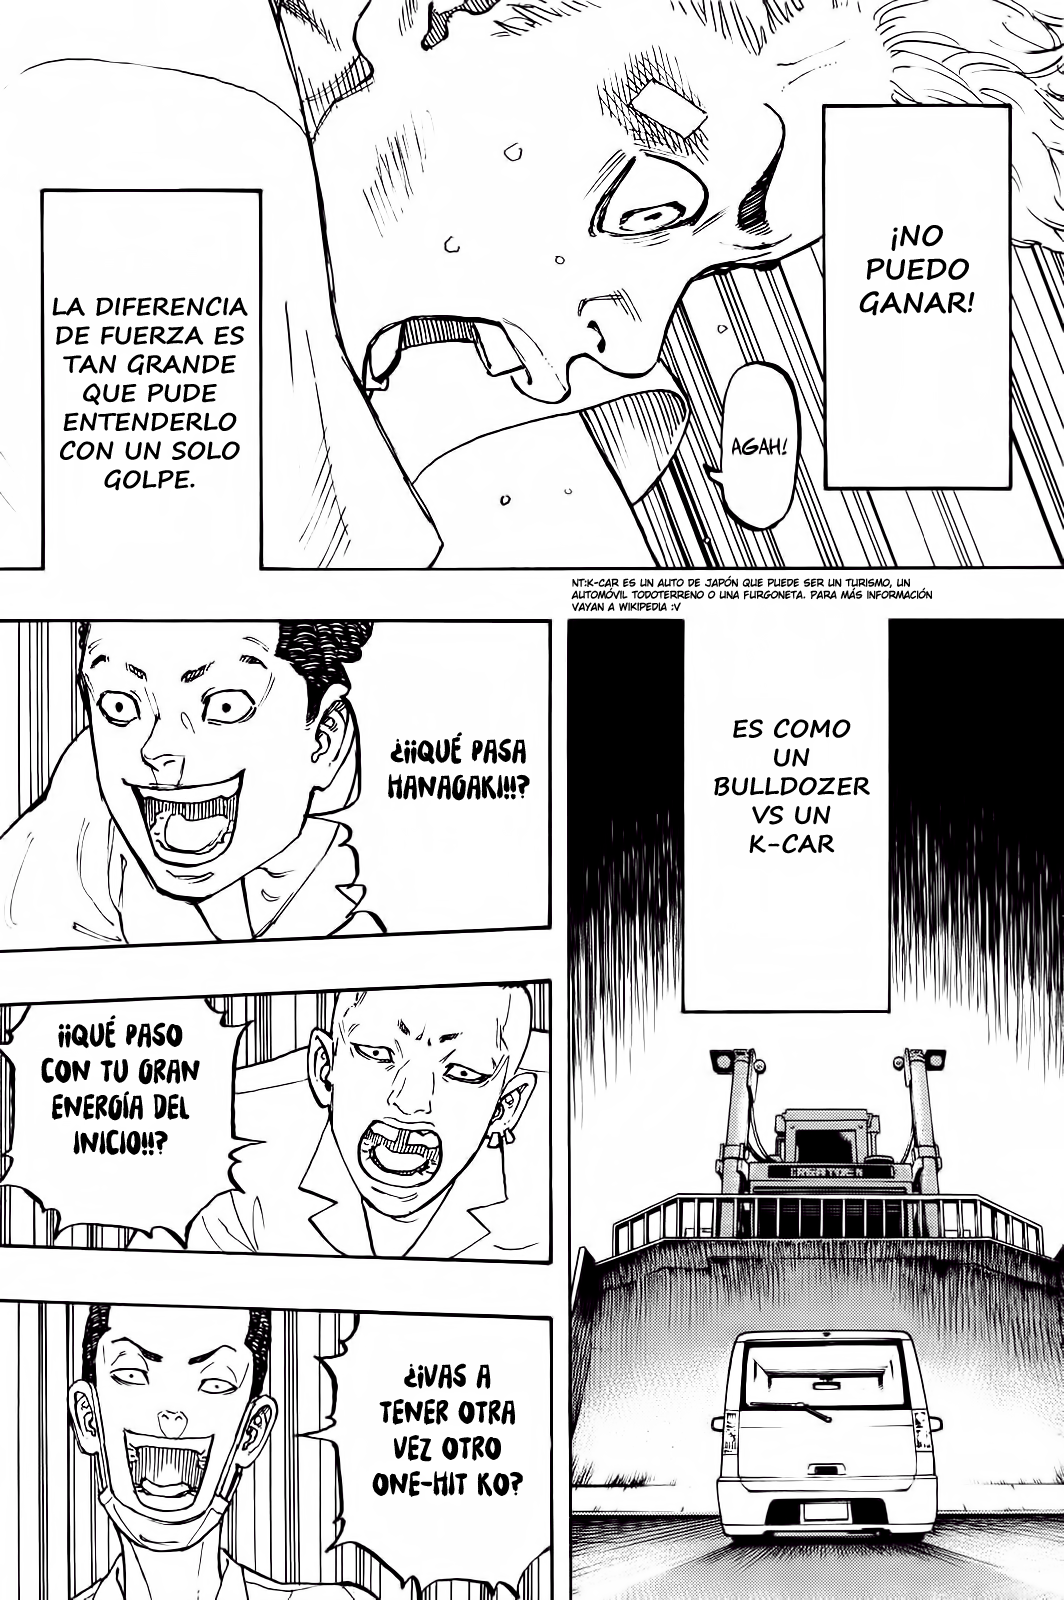 ¡NO
PUEDO
GANAR!
AGAH!
LA DIFERENCIA
DE FUERZA ES
TAN GRANDE
QUE PUDE
ENTENDERLO
CON UN SOLO
GOLPE.
NT:K-CAR ES UN AUTO DE JAPÓN QUE PUEDE SER UN TURISMO, UN
AUTOMÓVIL TODOTERRENO O UNA FURGONETA. PARA MÁS INFORMACIÓN
VAYAN A WIKIPEDIA :V
ES COMO
UN
BULLDOZER
VS UN
K-CAR
¿¡¡QUÉ PASA
HANAGAKI!!!?
¡¡QUÉ PASO
CON TU GRAN
ENERGÍA DEL
INICIO!!?
¿¡VAS A
TENER OTRA
VEZ OTRO
ONE-HIT KO?